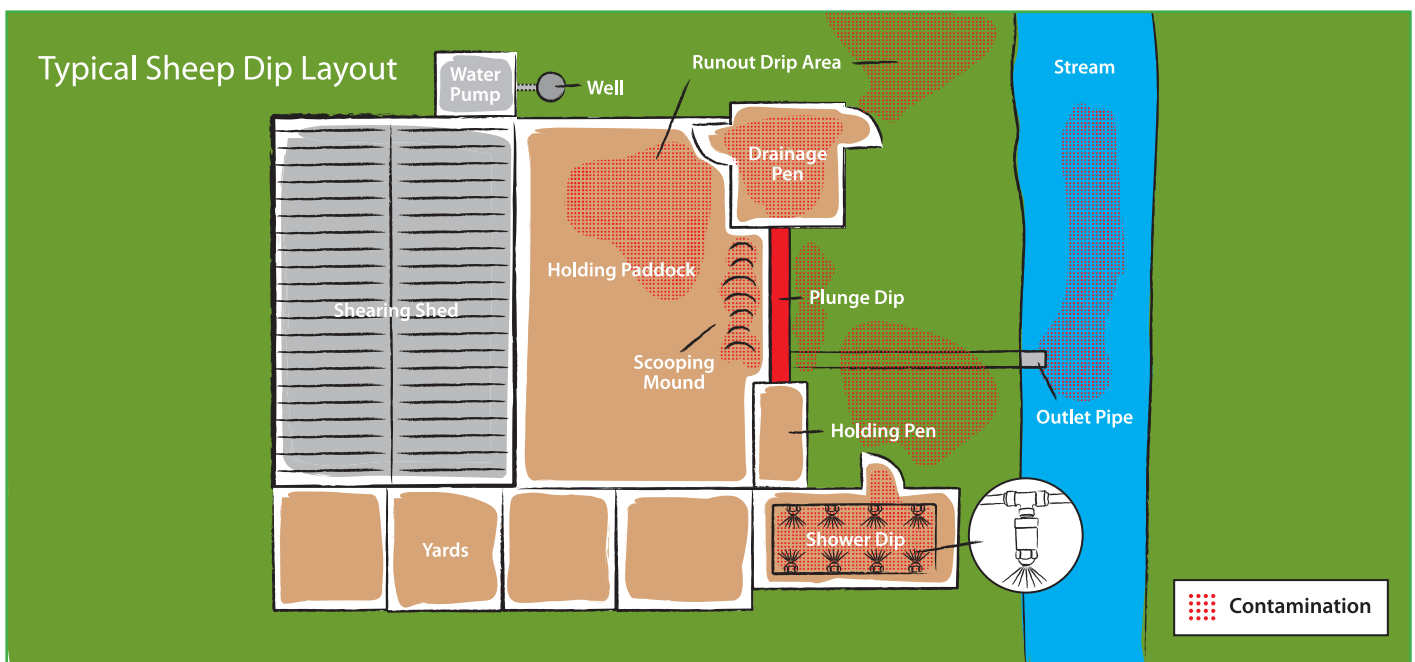 Typical Sheep Dip Layout
Water
Pump
Well
Runout Drip Area
Stream
Drainage
Pen
Holding Paddock
Shearing Shed
Plunge Dip
Scooping
Mound
Outlet Pipe
Holding Pen
Yards
Shower Dip
Contamination